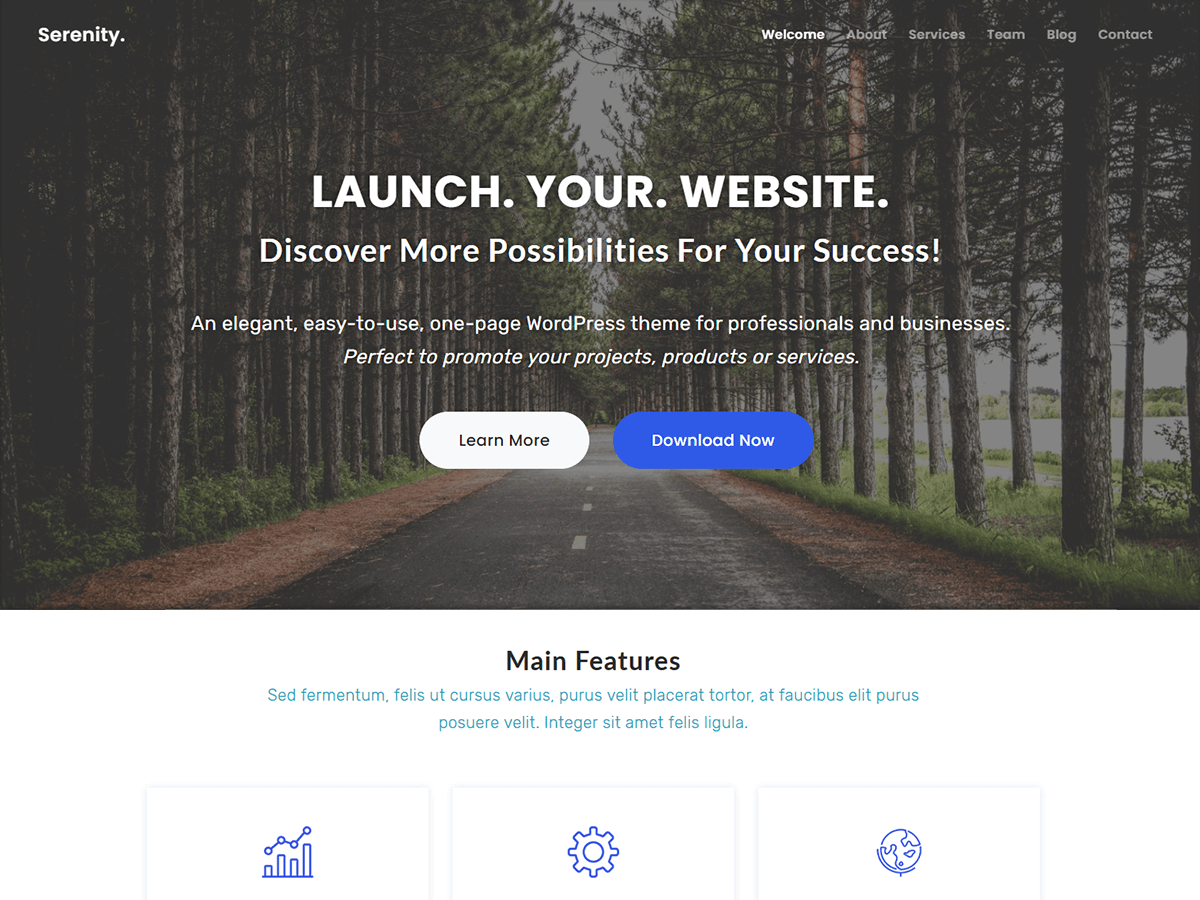 Serenity.
Welcome About Services Team Blog Contact
LAUNCH. YOUR. WEBSITE.
Discover More Possibilities For Your Success!
An elegant, easy-to-use, one-page WordPress theme for professionals and businesses.
Perfect to promote your projects, products or services.
Learn More
Download Now
Main Features
Sed fermentum, felis ut cursus varius, purus velit placerat tortor, at faucibus elit purus
posuere velit. Integer sit amet felis ligula.